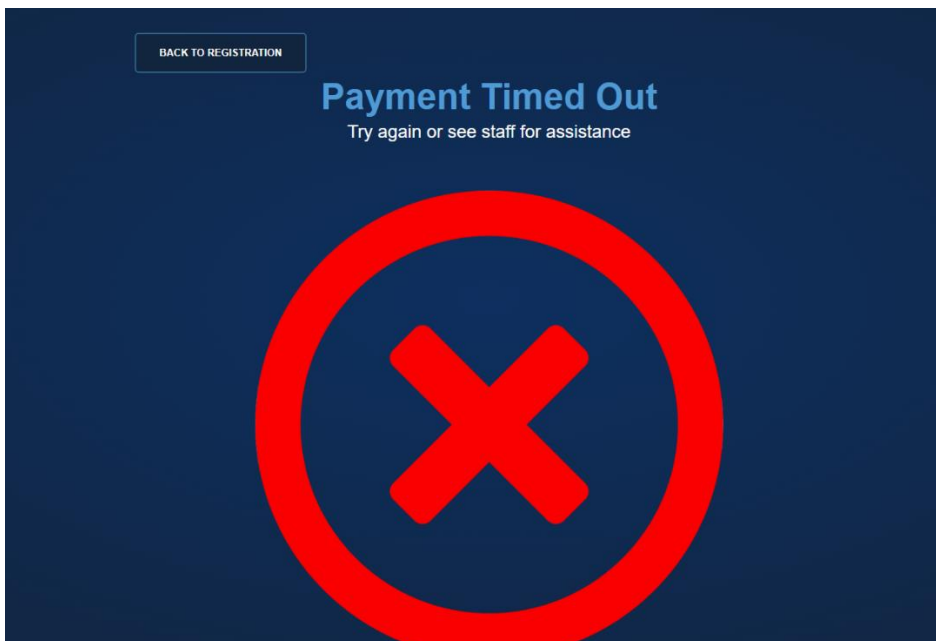 BACK TO REGISTRATION
Payment Timed Out
Try again or see staff for assistance